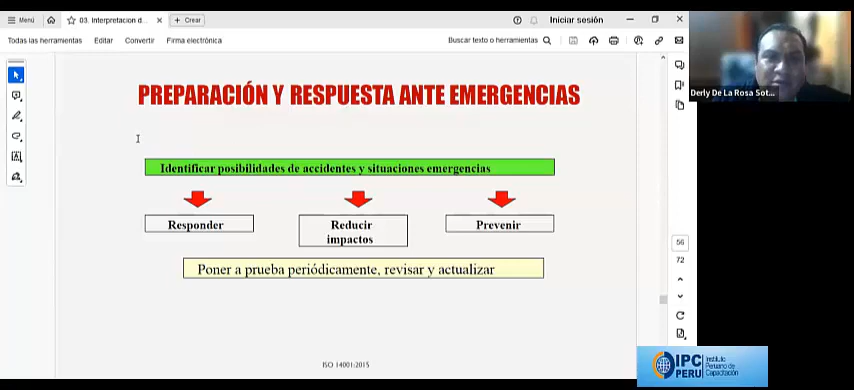 Menú
03. Interpretacion d...
+ Crear
Iniciar sesión
Todas las herramientas
Editar
Convertir
Firma electrónica
Buscar texto o herramientas
PREPARACIÓN Y RESPUESTA ANTE EMERGENCIAS
Identificar posibilidades de accidentes y situaciones emergencias
Responder
Reducir
impactos
Prevenir
Poner a prueba periódicamente, revisar y actualizar
ISO 14001:2015
56
72
Derly De La Rosa Sot...
IPC
PERU
Instituto
Peruano de
Capacitación